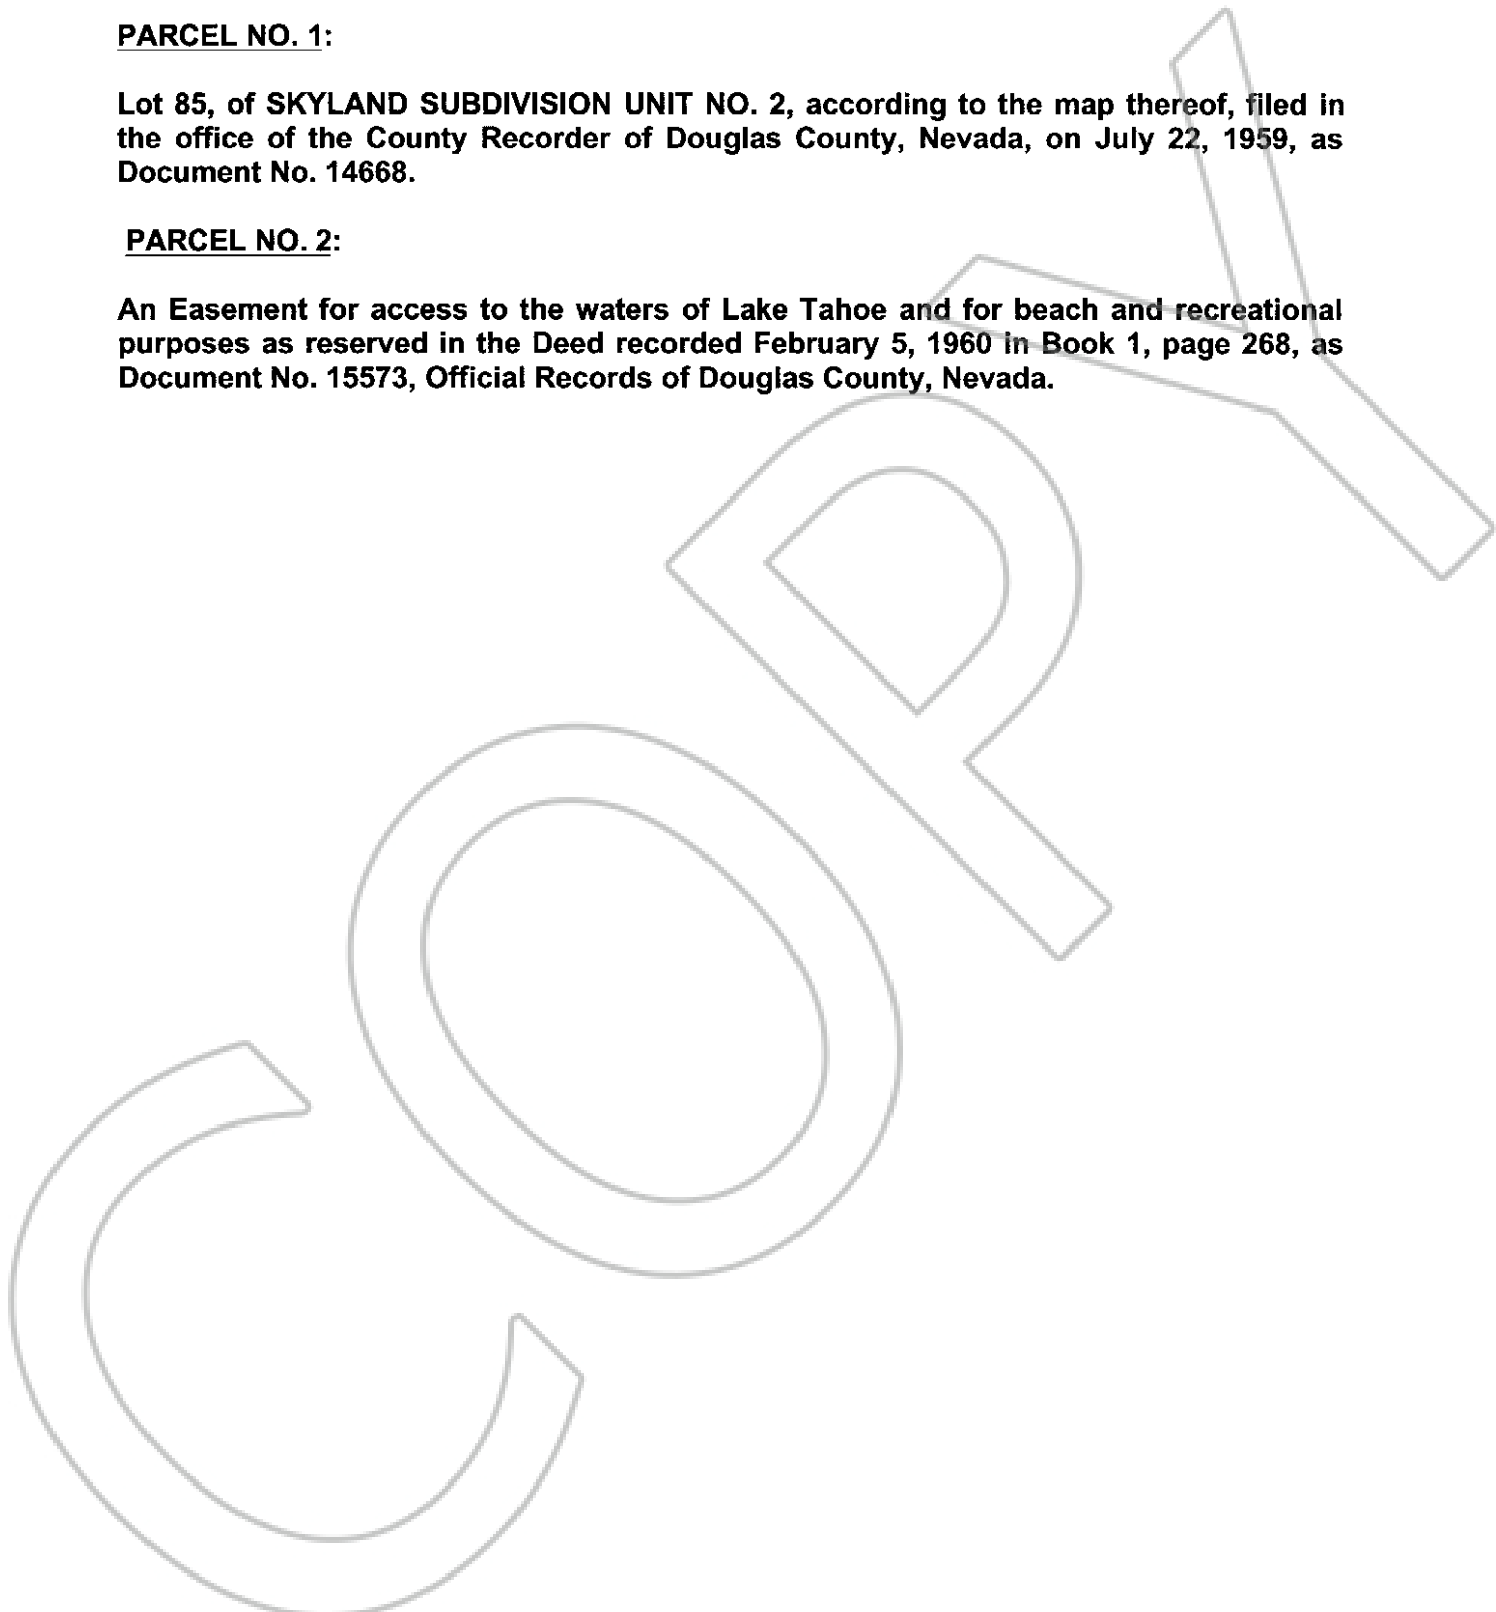 PARCEL NO. 1:
Lot 85, of SKYLAND SUBDIVISION UNIT NO. 2, according to the map thereof, filed in
the office of the County Recorder of Douglas County, Nevada, on July 22, 1959, as
Document No. 14668.
PARCEL NO. 2:
An Easement for access to the waters of Lake Tahoe and for beach and recreational
purposes as reserved in the Deed recorded February 5, 1960 in Book 1, page 268, as
Document No. 15573, Official Records of Douglas County, Nevada.
COPY